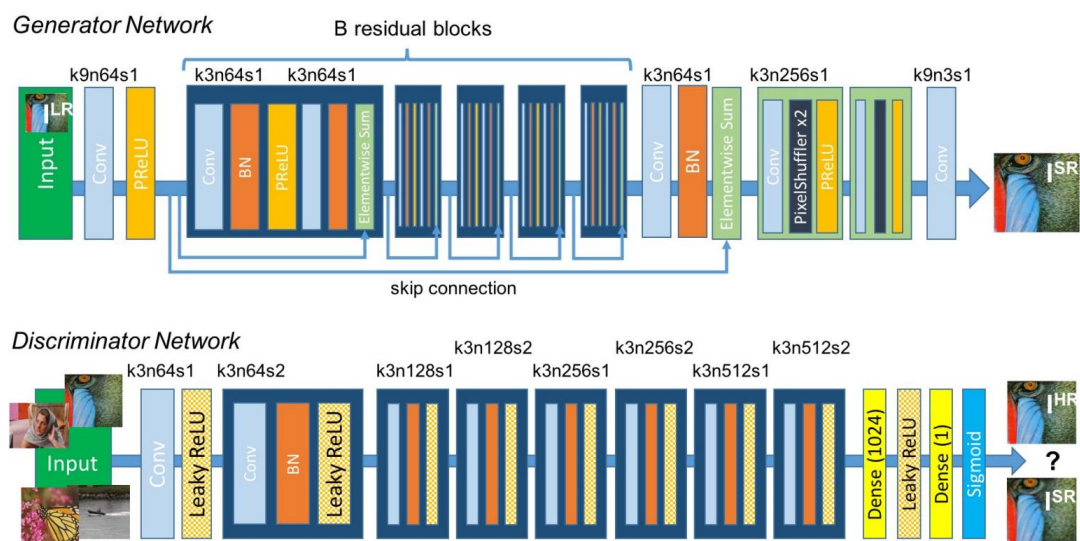 Generator Network
B residual blocks
k9n64s1
k3n64s1
k3n64s1
k3n64s1
k3n256s1
k9n3s1
I^LR
Input
Conv
PReLU
Conv
BN
PReLU
Elementwise Sum
Conv
BN
Elementwise Sum
Conv
PixelShuffler x2
PReLU
Conv
I^SR
skip connection
Discriminator Network
k3n64s1
k3n64s2
k3n128s1
k3n128s2
k3n256s1
k3n256s2
k3n512s1
k3n512s2
Input
Conv
Leaky ReLU
Conv
BN
Leaky ReLU
Dense (1024)
Leaky ReLU
Dense (1)
Sigmoid
I^HR
?
I^SR